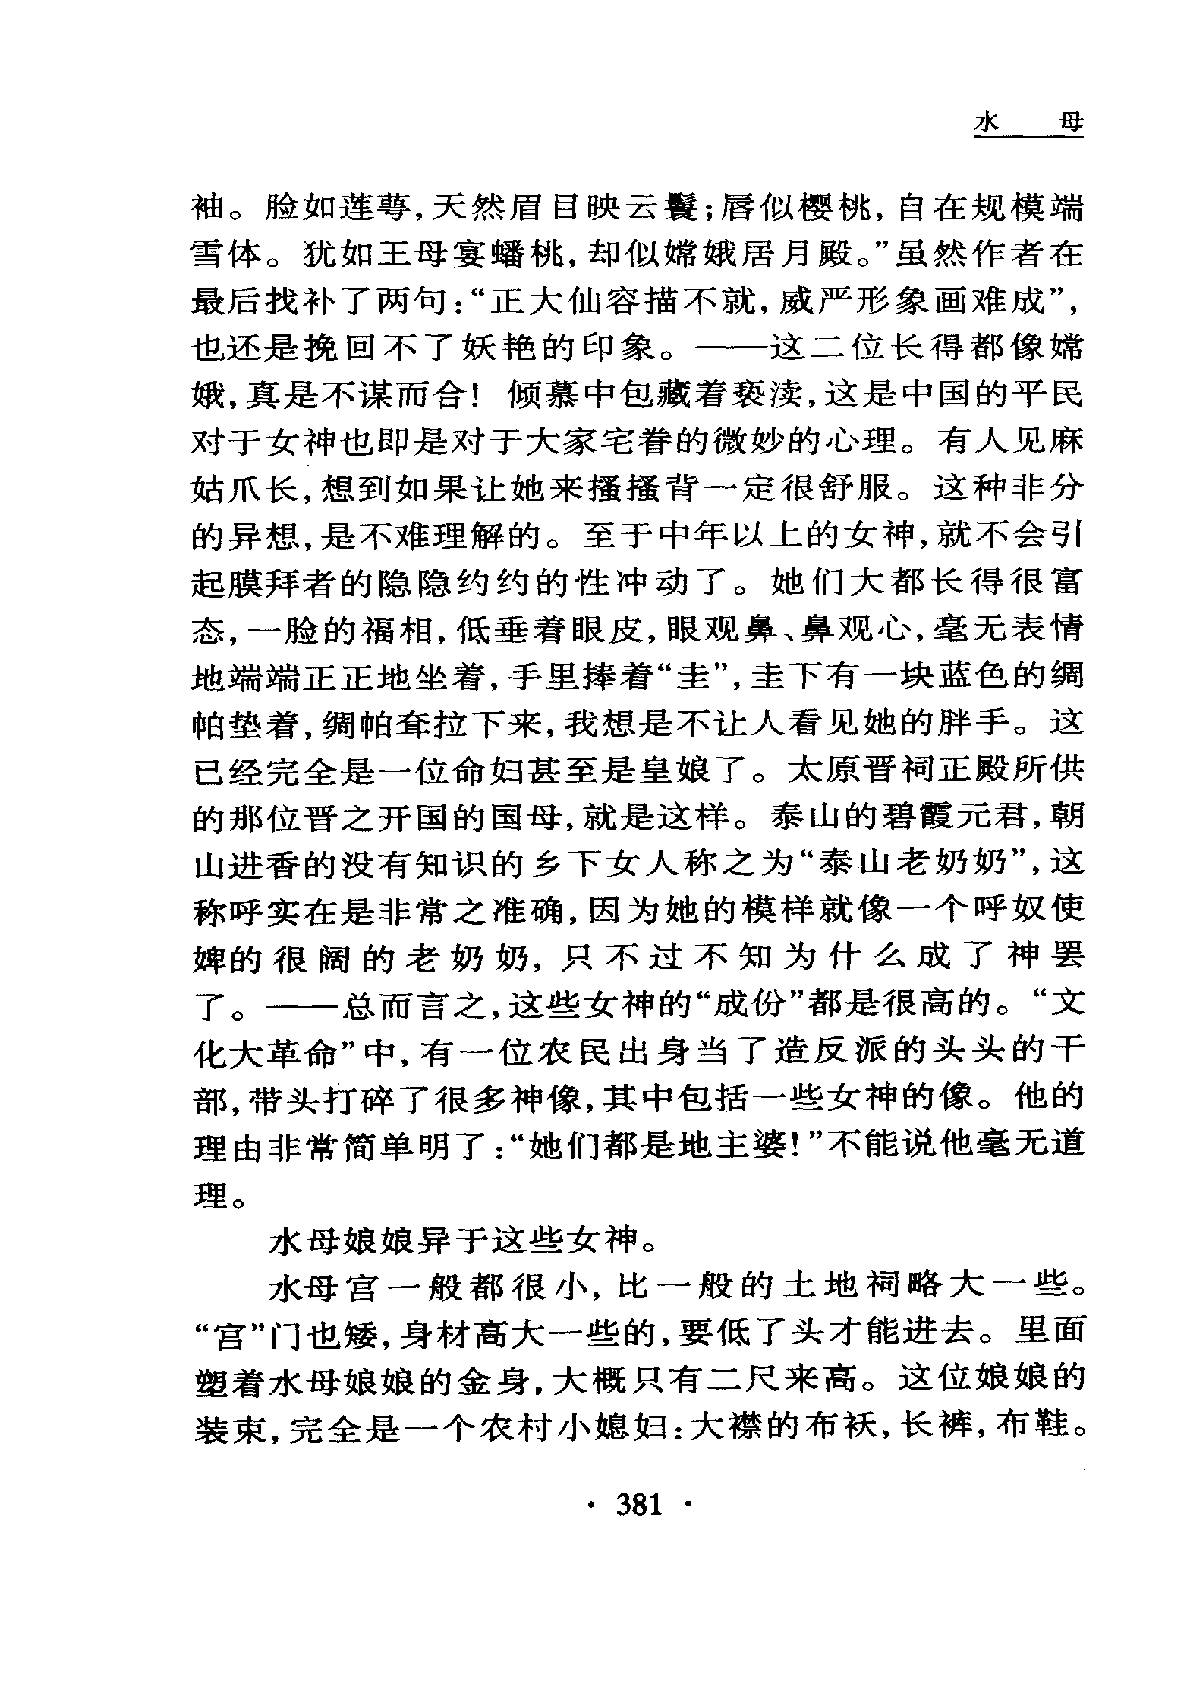 水 母
袖。脸如莲萼,天然眉目映云鬟;唇似樱桃,自在规模端
雪体。犹如王母宴蟠桃,却似嫦娥居月殿。”虽然作者在
最后找补了两句:“正大仙容描不就,威严形象画难成”,
也还是挽回不了妖艳的印象。——这二位长得都像嫦
娥,真是不谋而合! 倾慕中包藏着亵渎,这是中国的平民
对于女神也即是对于大家宅眷的微妙的心理。有人见麻
姑爪长,想到如果让她来搔搔背一定很舒服。这种非分
的异想,是不难理解的。至于中年以上的女神,就不会引
起膜拜者的隐隐约约的性冲动了。她们大都长得很富
态,一脸的福相,低垂着眼皮,眼观鼻、鼻观心,毫无表情
地端端正正地坐着,手里捧着“圭”,圭下有一块蓝色的绸
帕垫着,绸帕耷拉下来,我想是不让人看见她的胖手。这
已经完全是一位命妇甚至是皇娘了。太原晋祠正殿所供
的那位晋之开国的国母,就是这样。泰山的碧霞元君,朝
山进香的没有知识的乡下女人称之为“泰山老奶奶”,这
称呼实在是非常之准确,因为她的模样就像一个呼奴使
婢的很阔的老奶奶,只不过不知为什么成了神罢
了。——总而言之,这些女神的“成份”都是很高的。“文
化大革命”中,有一位农民出身当了造反派的头头的干
部,带头打碎了很多神像,其中包括一些女神的像。他的
理由非常简单明了:“她们都是地主婆!”不能说他毫无道
理。
水母娘娘异于这些女神。
水母宫一般都很小,比一般的土地祠略大一些。
“宫”门也矮,身材高大一些的,要低了头才能进去。里面
塑着水母娘娘的金身,大概只有二尺来高。这位娘娘的
装束,完全是一个农村小媳妇:大襟的布袄,长裤,布鞋。
· 381 ·